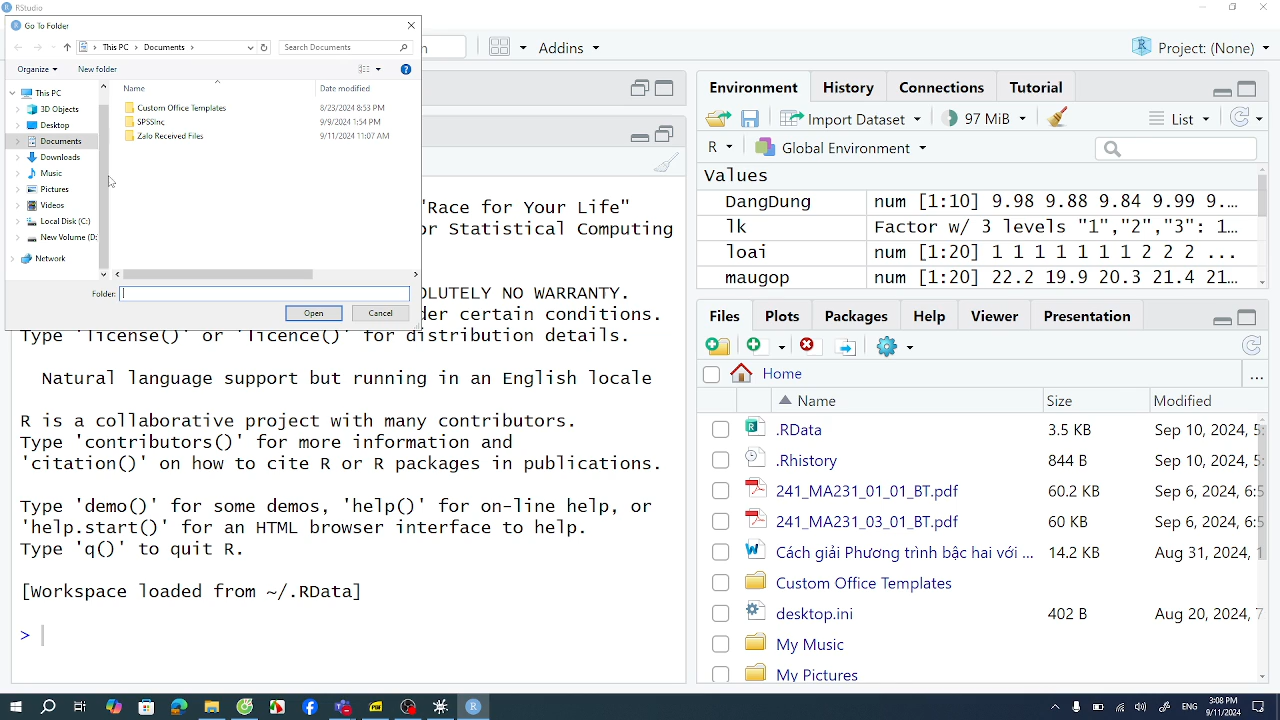 RStudio
Go To Folder
This PC > Documents >
Search Documents
Organize
New folder
This PC
3D Objects
Desktop
Documents
Downloads
Music
Pictures
Videos
Local Disk (C:)
New Volume (D:
Network
Name
Date modified
Custom Office Templates
8/23/2024 8:53 PM
SPSSInc
9/9/2024 1:54 PM
Zalo Received Files
9/11/2024 11:07 AM
Folder:
Open
Cancel
Addins
Project: (None)
"Race for Your Life"
or Statistical Computing
OLUTELY NO WARRANTY.
der certain conditions.
Type 'license()' or 'licence()' for distribution details.
Natural language support but running in an English locale
R is a collaborative project with many contributors.
Type 'contributors()' for more information and
'citation()' on how to cite R or R packages in publications.
Type 'demo()' for some demos, 'help()' for on-line help, or
'help.start()' for an HTML browser interface to help.
Type 'q()' to quit R.
[Workspace loaded from ~/.RData]
>
Environment
History
Connections
Tutorial
Import Dataset
97 MiB
List
R
Global Environment
Values
DangDung
num [1:10] 9.98 9.88 9.84 9.99 9...
lk
Factor w/ 3 levels "1","2","3": 1...
loai
num [1:20] 1 1 1 1 1 1 1 2 2 2 ...
maugop
num [1:20] 22.2 19.9 20.3 21.4 21...
Files
Plots
Packages
Help
Viewer
Presentation
Home
...
Name
Size
Modified
.RData
3.5 KB
Sep 10, 2024, 5:
.Rhistory
844 B
Sep 10, 2024, 5:
241_MA231_01_01_BT.pdf
60.2 KB
Sep 6, 2024, 6:5
241_MA231_03_01_BT.pdf
60 KB
Sep 6, 2024, 6:5
Cách giải Phương trình bậc hai với ...
14.2 KB
Aug 31, 2024, 1
Custom Office Templates
desktop.ini
402 B
Aug 20, 2024, 7
My Music
My Pictures
ENG
3:08 PM
9/11/2024